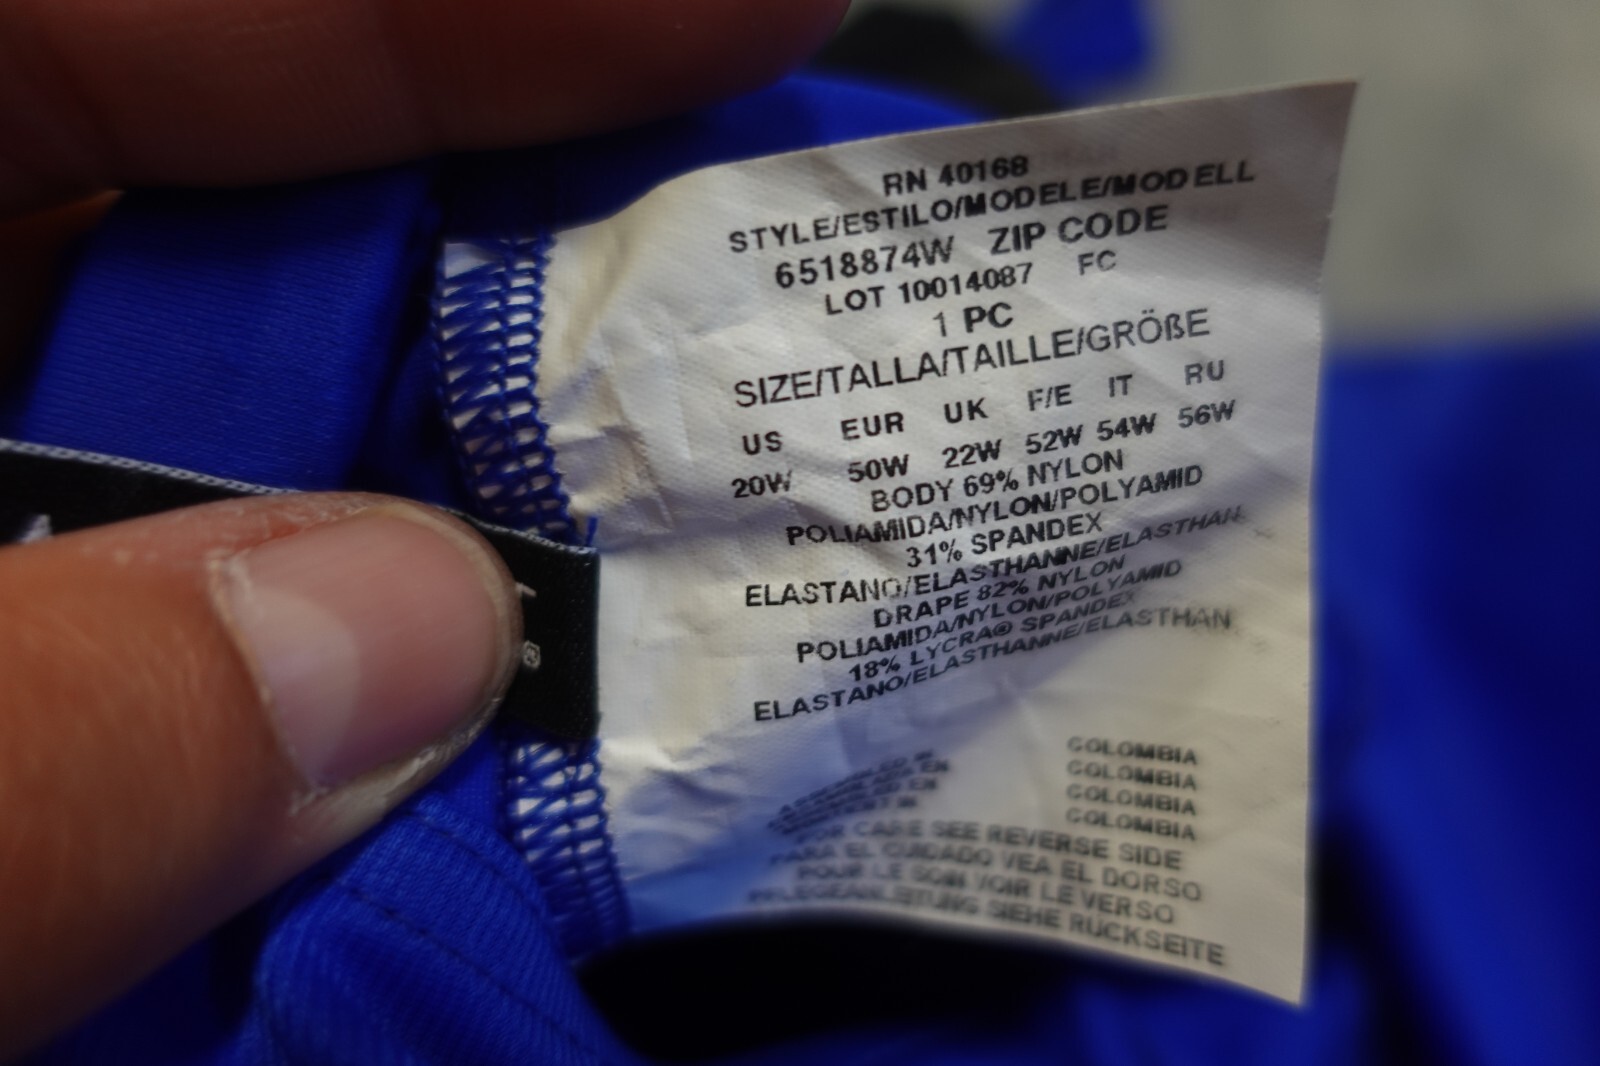 RN 40168
STYLE/ESTILO/MODELE/MODELL
6518874W ZIP CODE
LOT 10014087 FC
1 PC
SIZE/TALLA/TAILLE/GRÖßE
US EUR UK F/E IT RU
20W 50W 22W 52W 54W 56W
BODY 69% NYLON
POLIAMIDA/NYLON/POLYAMID
31% SPANDEX
ELASTANO/ELASTHANNE/ELASTHAN
DRAPE 82% NYLON
POLIAMIDA/NYLON/POLYAMID
18% LYCRA® SPANDEX
ELASTANO/ELASTHANNE/ELASTHAN
COLOMBIA
COLOMBIA
COLOMBIA
COLOMBIA
FOR CARE SEE REVERSE SIDE
PARA EL CUIDADO VEA EL DORSO
POUR LE SOIN VOIR LE VERSO
PFLEGEANLEITUNG SIEHE RÜCKSEITE
®